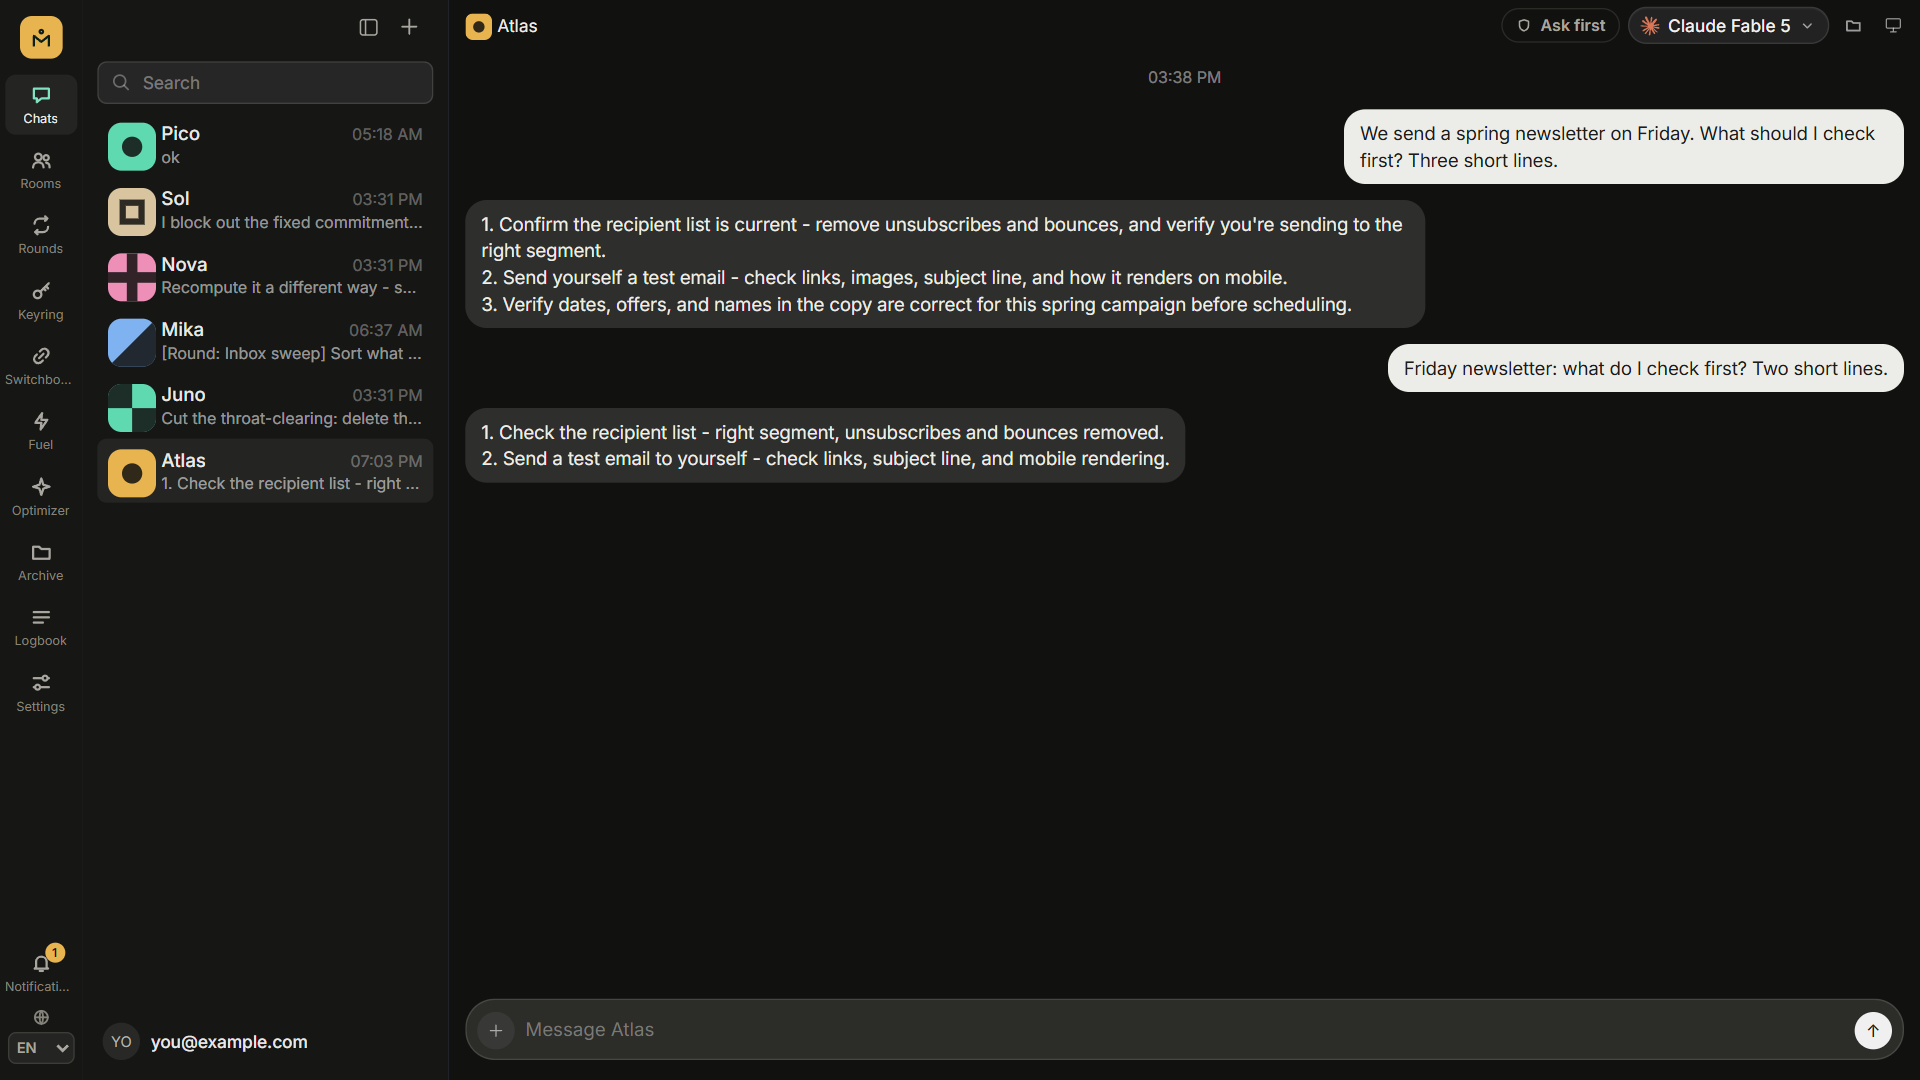 Chats
Rooms
Rounds
Keyring
Switchbo...
Fuel
Optimizer
Archive
Logbook
Settings
1
Notificati...
EN
Search
Pico
05:18 AM
ok
Sol
03:31 PM
I block out the fixed commitment...
Nova
03:31 PM
Recompute it a different way - s...
Mika
06:37 AM
[Round: Inbox sweep] Sort what ...
Juno
03:31 PM
Cut the throat-clearing: delete th...
Atlas
07:03 PM
1. Check the recipient list - right ...
YO
you@example.com
Atlas
Ask first
Claude Fable 5
03:38 PM
We send a spring newsletter on Friday. What should I check
first? Three short lines.
1. Confirm the recipient list is current - remove unsubscribes and bounces, and verify you're sending to the
right segment.
2. Send yourself a test email - check links, images, subject line, and how it renders on mobile.
3. Verify dates, offers, and names in the copy are correct for this spring campaign before scheduling.
Friday newsletter: what do I check first? Two short lines.
1. Check the recipient list - right segment, unsubscribes and bounces removed.
2. Send a test email to yourself - check links, subject line, and mobile rendering.
Message Atlas